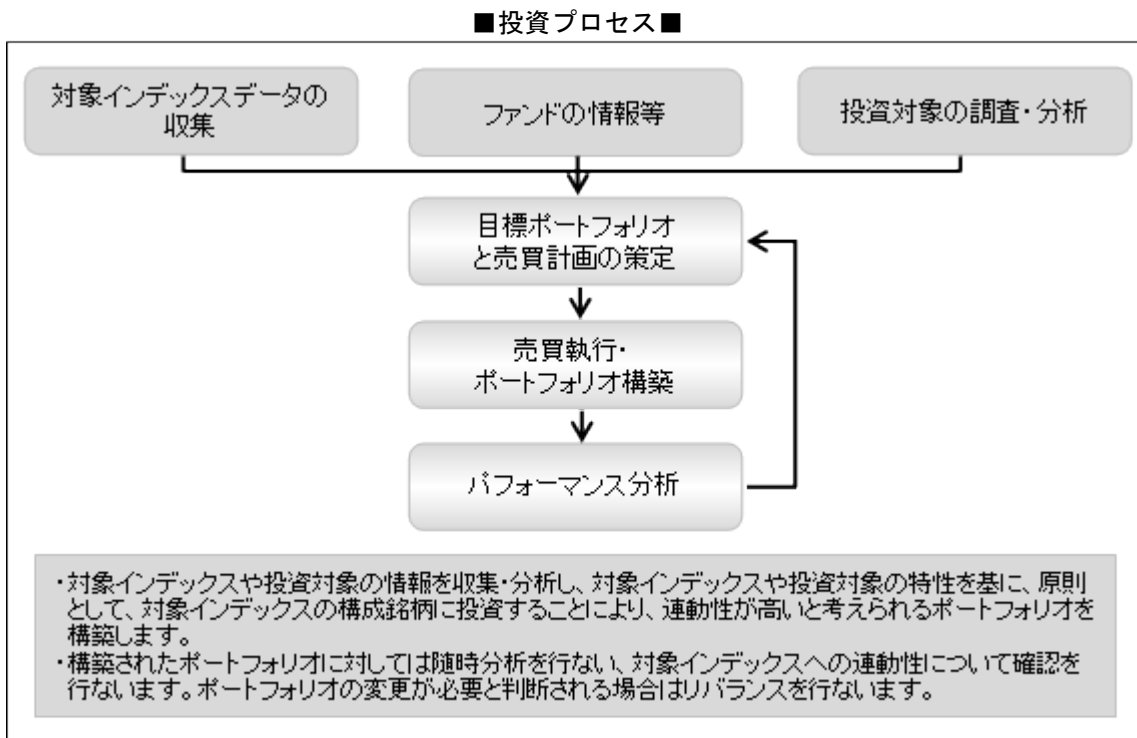 ■投資プロセス■
対象インデックスデータの
収集
ファンドの情報等
投資対象の調査・分析
目標ポートフォリオ
と売買計画の策定
売買執行・
ポートフォリオ構築
パフォーマンス分析
・対象インデックスや投資対象の情報を収集・分析し、対象インデックスや投資対象の特性を基に、原則
として、対象インデックスの構成銘柄に投資することにより、連動性が高いと考えられるポートフォリオを
構築します。
・構築されたポートフォリオに対しては随時分析を行ない、対象インデックスへの連動性について確認を
行ないます。ポートフォリオの変更が必要と判断される場合はリバランスを行ないます。